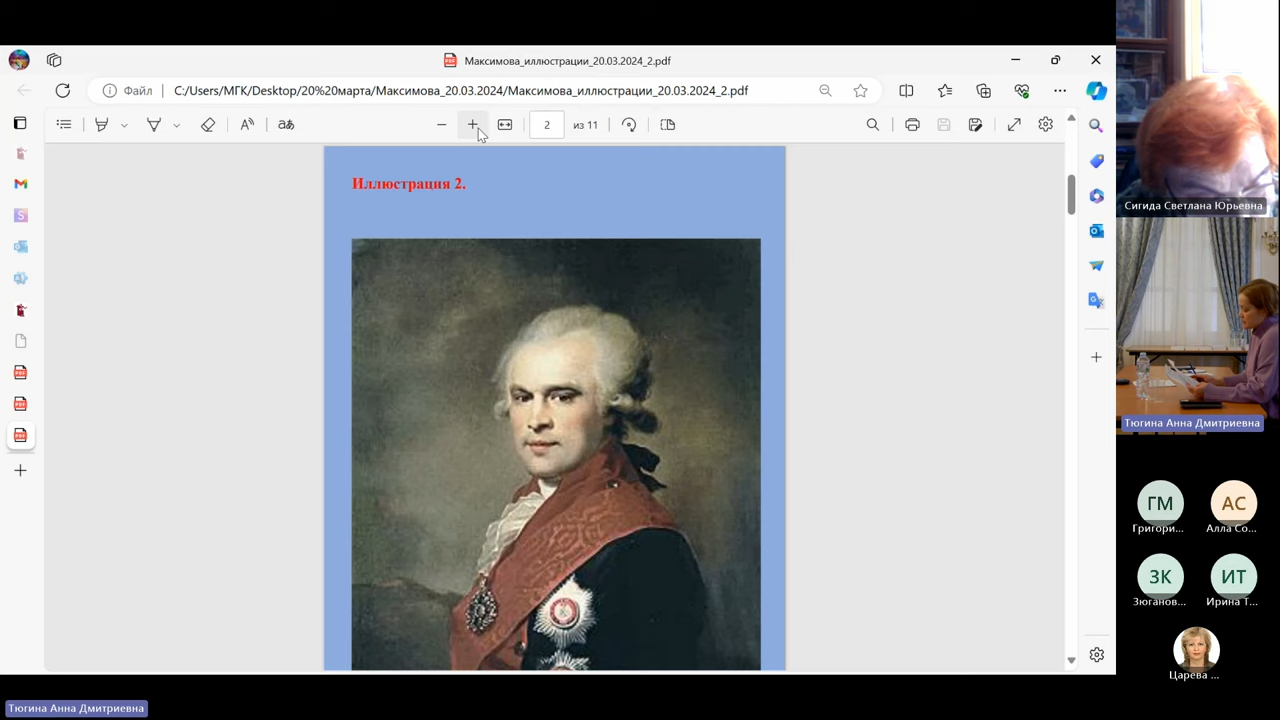 Максимова_иллюстрации_20.03.2024_2.pdf
Файл
C:/Users/МГК/Desktop/20%20марта/Максимова_20.03.2024/Максимова_иллюстрации_20.03.2024_2.pdf
2 из 11
Иллюстрация 2.
Сигида Светлана Юрьевна
Тюгина Анна Дмитриевна
ГМ
Григори...
АС
Алла Со...
ЗК
Зюганов...
ИТ
Ирина Т...
Царева ...
Тюгина Анна Дмитриевна